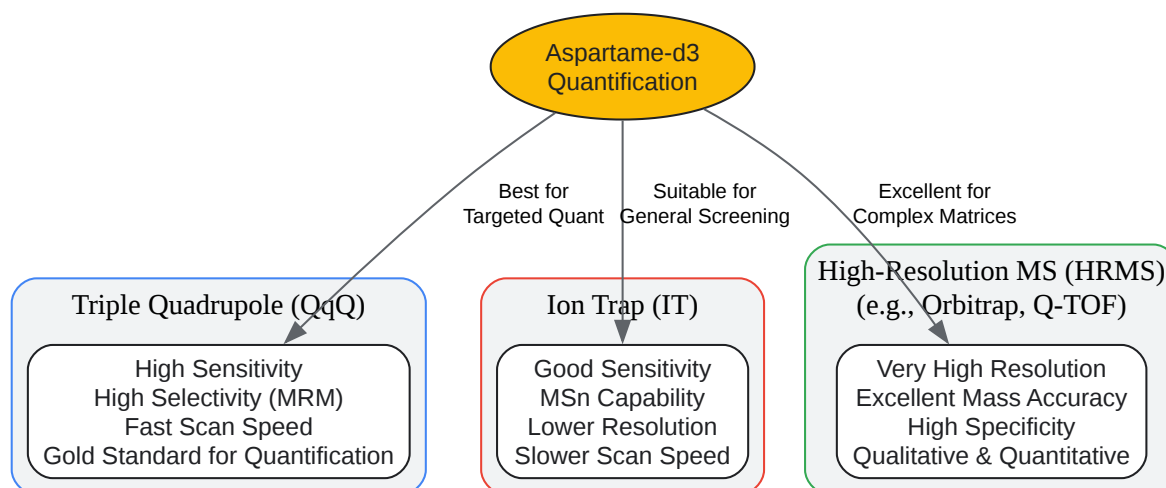 Aspartame-d3
Quantification
Best for
Targeted Quant
Suitable for
General Screening
Excellent for
Complex Matrices
Triple Quadrupole (QqQ)
High Sensitivity
High Selectivity (MRM)
Fast Scan Speed
Gold Standard for Quantification
Ion Trap (IT)
Good Sensitivity
MSn Capability
Lower Resolution
Slower Scan Speed
High-Resolution MS (HRMS)
(e.g., Orbitrap, Q-TOF)
Very High Resolution
Excellent Mass Accuracy
High Specificity
Qualitative & Quantitative